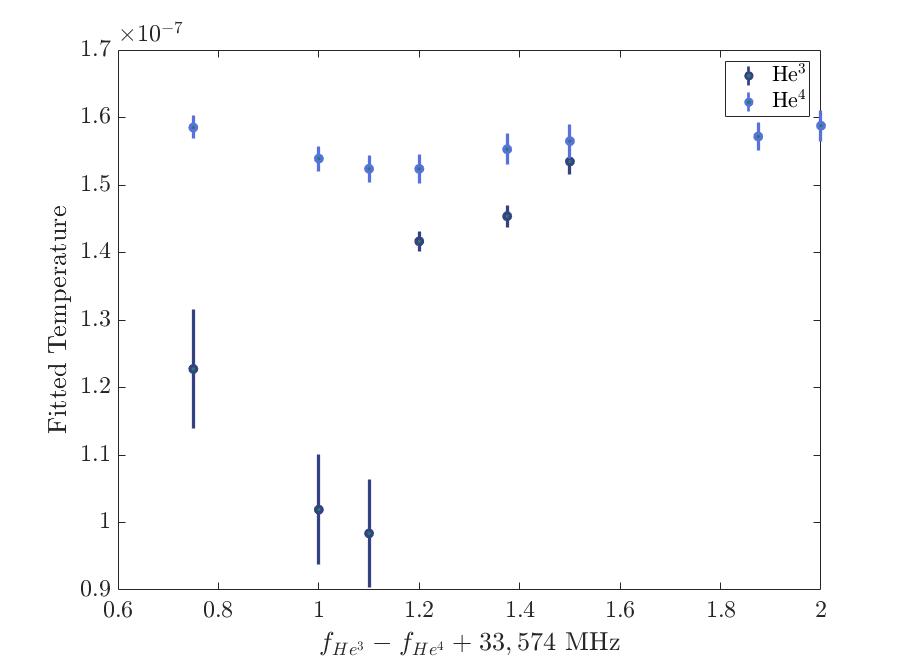 ×10⁻⁷
1.7
1.6
1.5
1.4
1.3
1.2
1.1
1
0.9
Fitted Temperature
He³
He⁴
0.6 0.8 1 1.2 1.4 1.6 1.8 2
f_{He³} − f_{He⁴} + 33,574 MHz